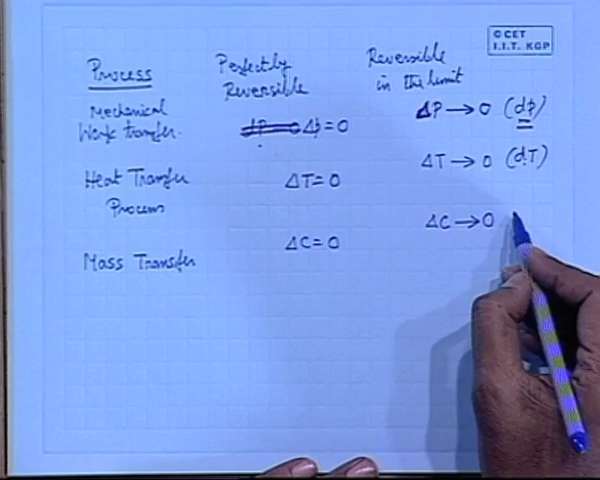 © CET
I.I.T. KGP
Process
Perfectly
Reversible
Reversible
in the limit
Mechanical
Work transfer.
Δp = 0
ΔP → 0 (dp)
Heat Transfer
Process
ΔT = 0
ΔT → 0 (dT)
Mass Transfer
ΔC = 0
ΔC → 0